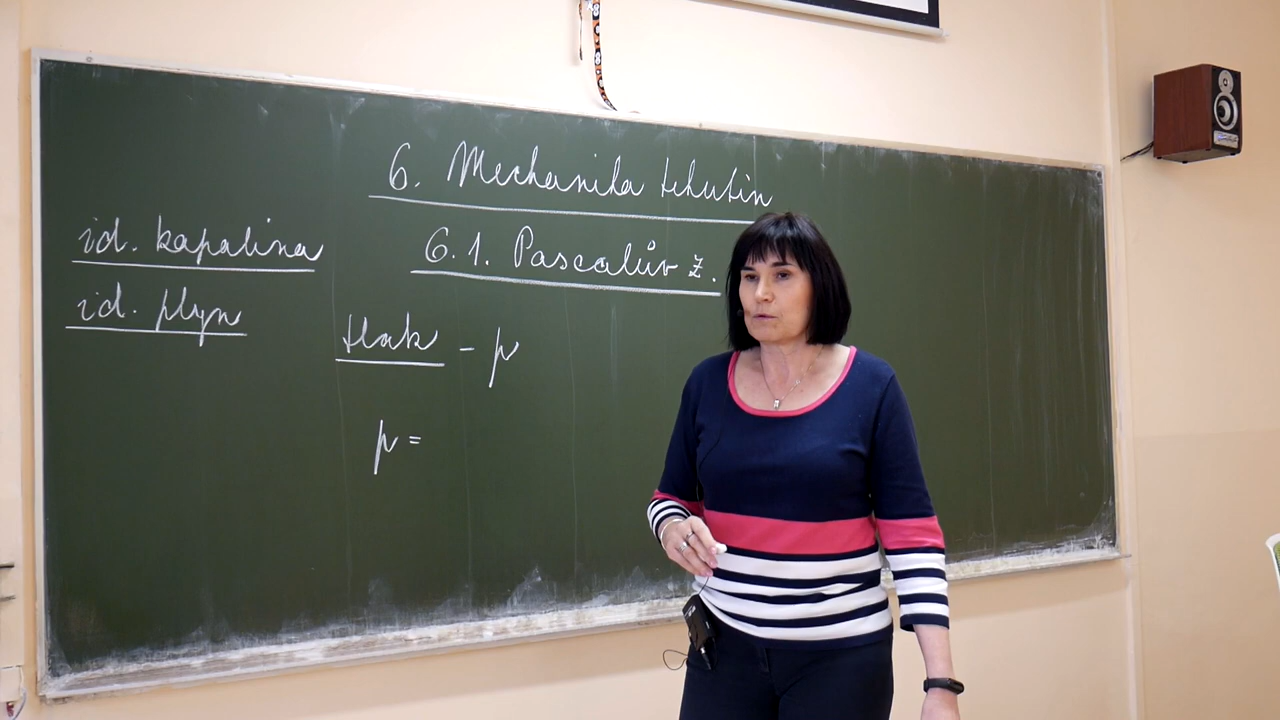 6. Mechanika tekutin
6.1. Pascalův z̆.
id. kapalina
id. plyn
tlak - p
p =